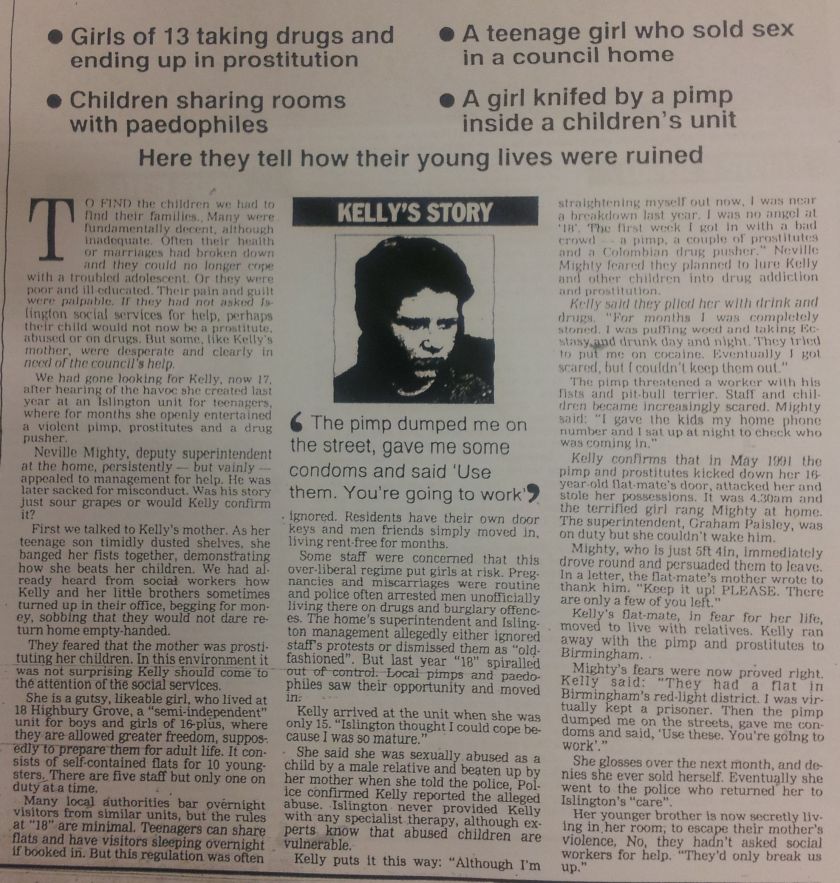 ● Girls of 13 taking drugs and
ending up in prostitution
● Children sharing rooms
with paedophiles
● A teenage girl who sold sex
in a council home
● A girl knifed by a pimp
inside a children's unit
Here they tell how their young lives were ruined
TO FIND the children we had to
find their families. Many were
fundamentally decent, although
inadequate. Often their health
or marriages had broken down
and they could no longer cope
with a troubled adolescent. Or they were
poor and ill-educated. Their pain and guilt
were palpable. If they had not asked Is-
lington social services for help, perhaps
their child would not now be a prostitute,
abused or on drugs. But some, like Kelly's
mother, were desperate and clearly in
need of the council's help.
We had gone looking for Kelly, now 17,
after hearing of the havoc she created last
year at an Islington unit for teenagers,
where for months she openly entertained
a violent pimp, prostitutes and a drug
pusher.
Neville Mighty, deputy superintendent
at the home, persistently — but vainly —
appealed to management for help. He was
later sacked for misconduct. Was his story
just sour grapes or would Kelly confirm
it?
First we talked to Kelly's mother. As her
teenage son timidly dusted shelves, she
banged her fists together, demonstrating
how she beats her children. We had al-
ready heard from social workers how
Kelly and her little brothers sometimes
turned up in their office, begging for mon-
ey, sobbing that they would not dare re-
turn home empty-handed.
They feared that the mother was prosti-
tuting her children. In this environment it
was not surprising Kelly should come to
the attention of the social services.
She is a gutsy, likeable girl, who lived at
18 Highbury Grove, a "semi-independent"
unit for boys and girls of 16-plus, where
they are allowed greater freedom, suppos-
edly to prepare them for adult life. It con-
sists of self-contained flats for 10 young-
sters. There are five staff but only one on
duty at a time.
Many local authorities bar overnight
visitors from similar units, but the rules
at "18" are minimal. Teenagers can share
flats and have visitors sleeping overnight
if booked in. But this regulation was often
KELLY'S STORY
‘ The pimp dumped me on
the street, gave me some
condoms and said 'Use
them. You're going to work' ’
ignored. Residents have their own door
keys and men friends simply moved in,
living rent-free for months.
Some staff were concerned that this
over-liberal regime put girls at risk. Preg-
nancies and miscarriages were routine
and police often arrested men unofficially
living there on drugs and burglary offenc-
es. The home's superintendent and Isling-
ton management allegedly either ignored
staff's protests or dismissed them as "old-
fashioned". But last year "18" spiralled
out of control. Local pimps and paedo-
philes saw their opportunity and moved
in.
Kelly arrived at the unit when she was
only 15. "Islington thought I could cope be-
cause I was so mature."
She said she was sexually abused as a
child by a male relative and beaten up by
her mother when she told the police. Pol-
ice confirmed Kelly reported the alleged
abuse. Islington never provided Kelly
with any specialist therapy, although ex-
perts know that abused children are
vulnerable.
Kelly puts it this way: "Although I'm
straightening myself out now, I was near
a breakdown last year. I was no angel at
'18'. The first week I got in with a bad
crowd -- a pimp, a couple of prostitutes
and a Colombian drug pusher." Neville
Mighty feared they planned to lure Kelly
and other children into drug addiction
and prostitution.
Kelly said they plied her with drink and
drugs. "For months I was completely
stoned. I was puffing weed and taking Ec-
stasy and drunk day and night. They tried
to put me on cocaine. Eventually I got
scared, but I couldn't keep them out."
The pimp threatened a worker with his
fists and pit-bull terrier. Staff and chil-
dren became increasingly scared. Mighty
said: "I gave the kids my home phone
number and I sat up at night to check who
was coming in."
Kelly confirms that in May 1991 the
pimp and prostitutes kicked down her 16-
year-old flat-mate's door, attacked her and
stole her possessions. It was 4.30am and
the terrified girl rang Mighty at home.
The superintendent, Graham Paisley, was
on duty but she couldn't wake him.
Mighty, who is just 5ft 4in, immediately
drove round and persuaded them to leave.
In a letter, the flat-mate's mother wrote to
thank him. "Keep it up! PLEASE. There
are only a few of you left."
Kelly's flat-mate, in fear for her life,
moved to live with relatives. Kelly ran
away with the pimp and prostitutes to
Birmingham.
Mighty's fears were now proved right.
Kelly said: "They had a flat in
Birmingham's red-light district. I was vir-
tually kept a prisoner. Then the pimp
dumped me on the streets, gave me con-
doms and said, 'Use these. You're going to
work'."
She glosses over the next month, and de-
nies she ever sold herself. Eventually she
went to the police who returned her to
Islington's "care".
Her younger brother is now secretly liv-
ing in her room, to escape their mother's
violence. No, they hadn't asked social
workers for help. "They'd only break us
up."